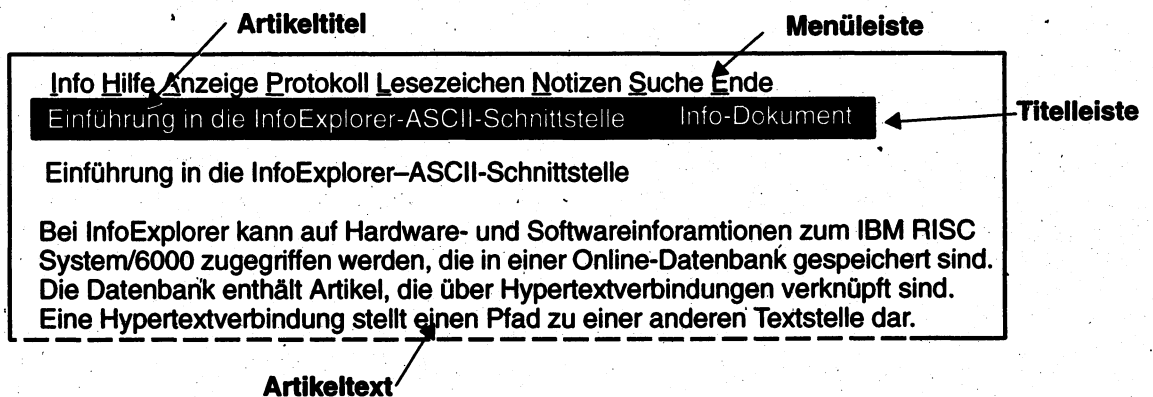 Artikeltitel
Menüleiste
Info Hilfe Anzeige Protokoll Lesezeichen Notizen Suche Ende
Einführung in die InfoExplorer-ASCII-Schnittstelle Info-Dokument
Titelleiste
Einführung in die InfoExplorer–ASCII-Schnittstelle
Bei InfoExplorer kann auf Hardware- und Softwareinforamtionen zum IBM RISC
System/6000 zugegriffen werden, die in einer Online-Datenbank gespeichert sind.
Die Datenbank enthält Artikel, die über Hypertextverbindungen verknüpft sind.
Eine Hypertextverbindung stellt einen Pfad zu einer anderen Textstelle dar.
Artikeltext